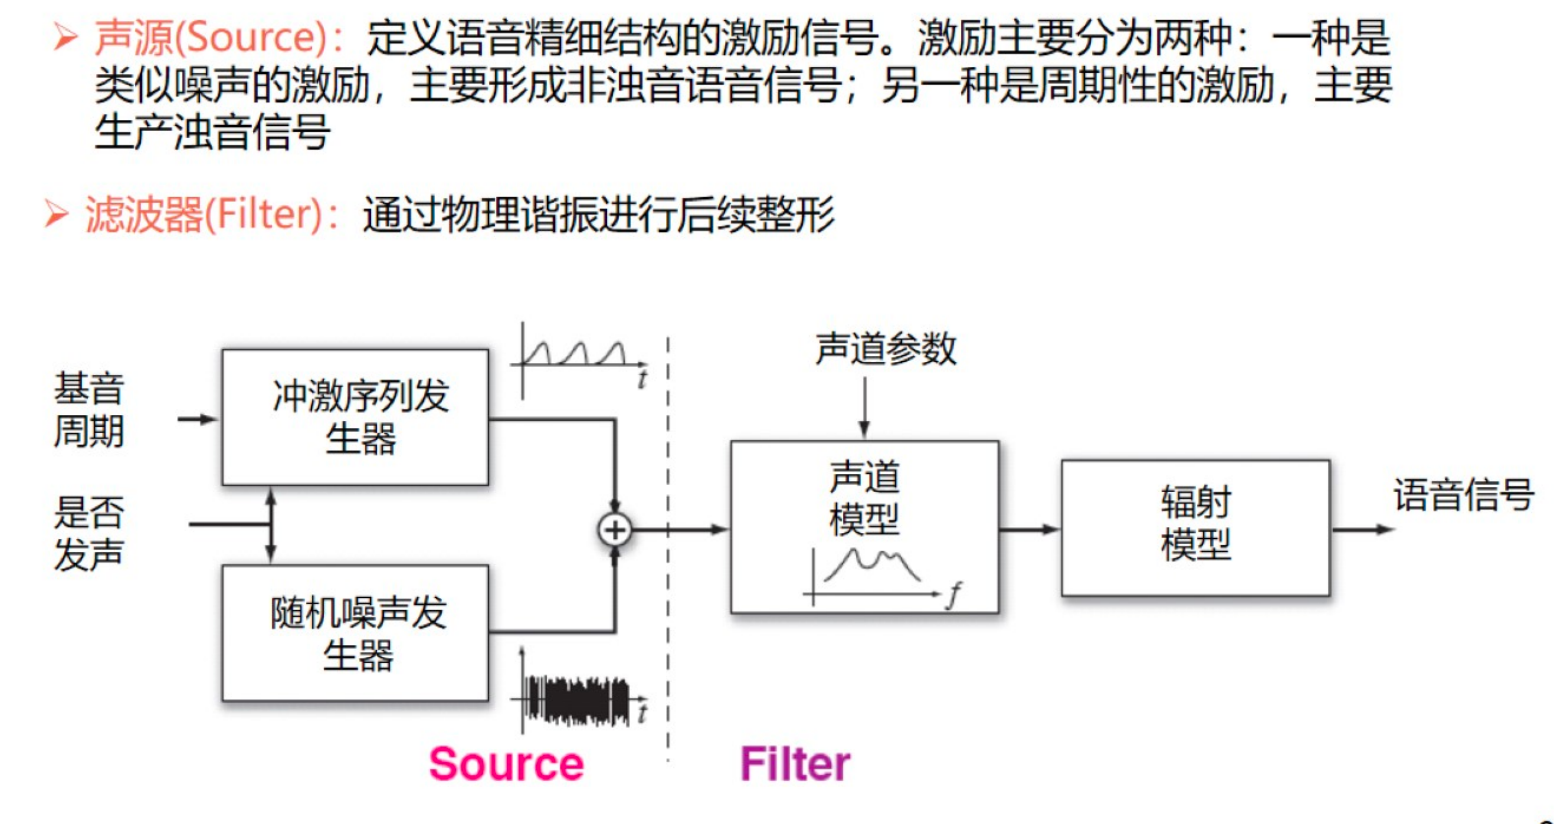 ➢ 声源(Source)：定义语音精细结构的激励信号。激励主要分为两种：一种是
类似噪声的激励，主要形成非浊音语音信号；另一种是周期性的激励，主要
生产浊音信号
➢ 滤波器(Filter)：通过物理谐振进行后续整形
声道参数
基音
周期
冲激序列发
生器
t
是否
发声
声道
模型
f
辐射
模型
语音信号
随机噪声发
生器
t
Source
Filter